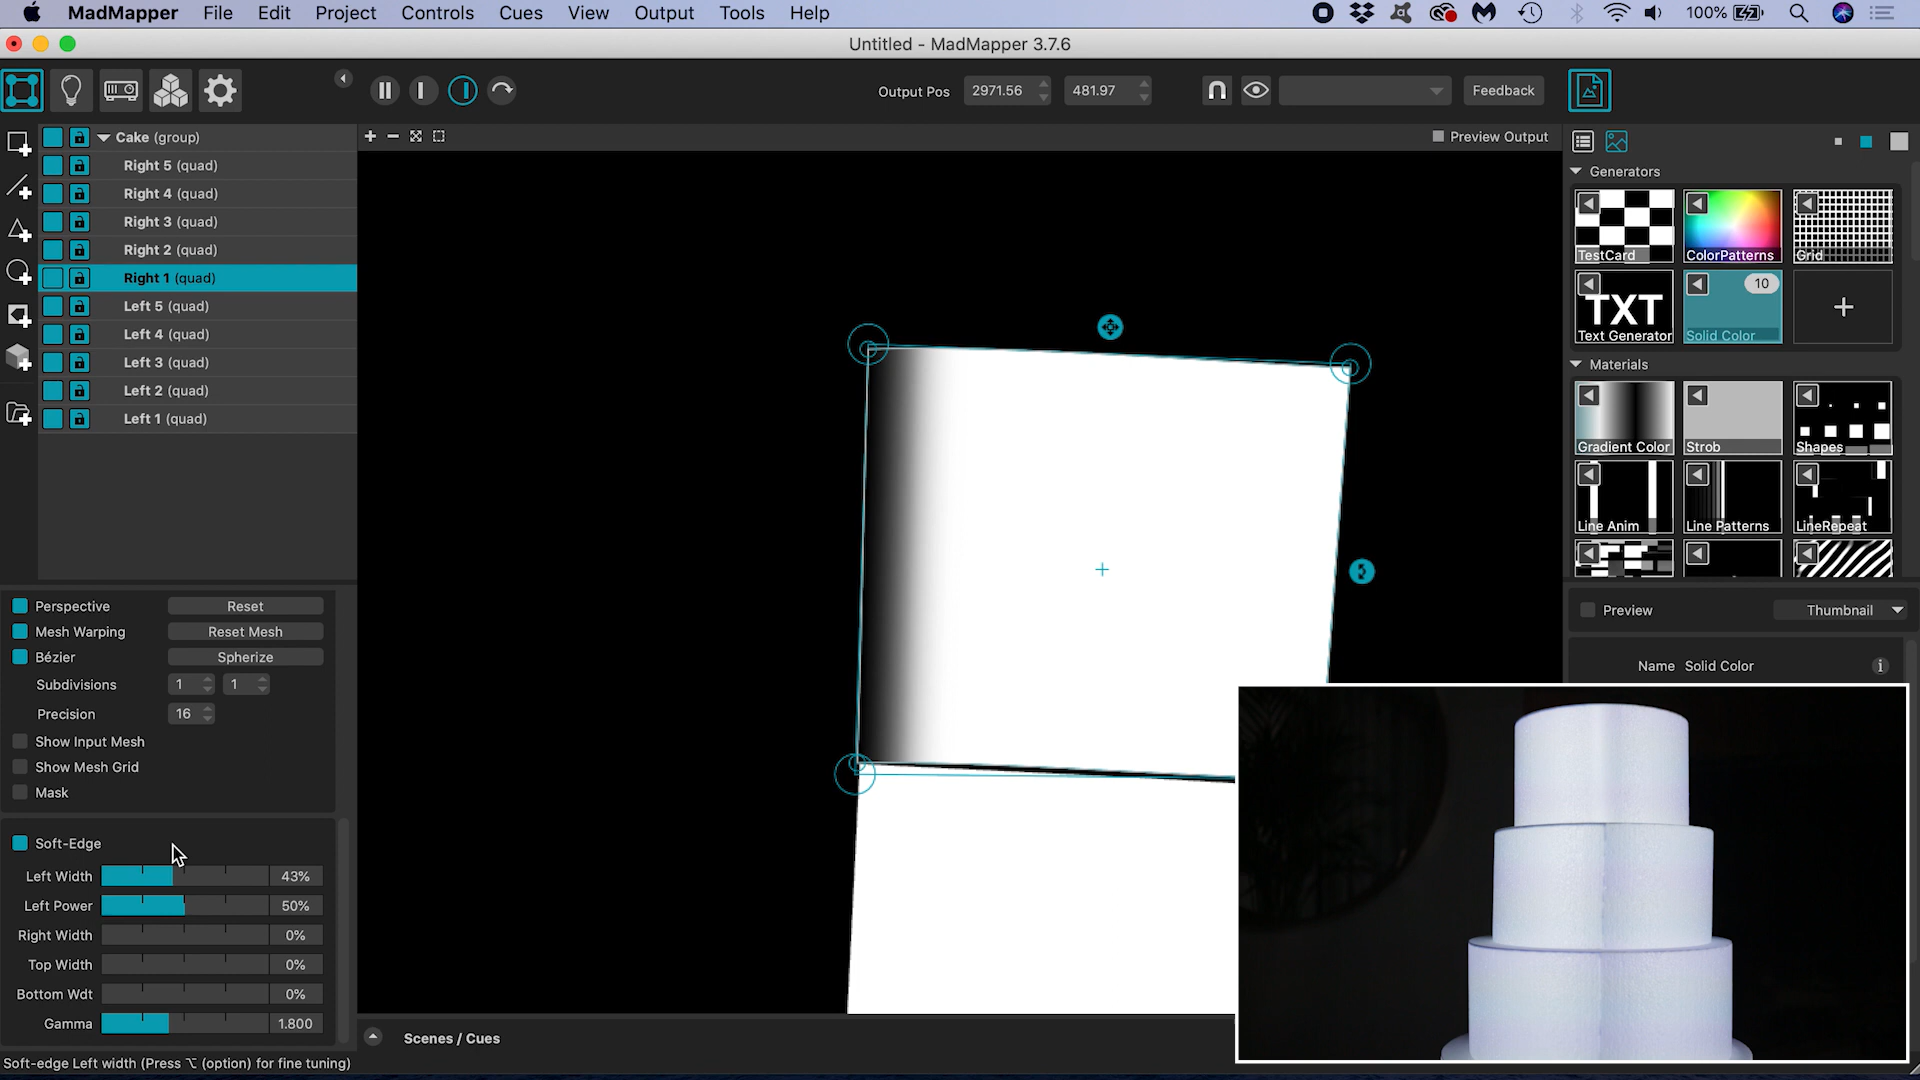 MadMapper File Edit Project Controls Cues View Output Tools Help 100%
Untitled - MadMapper 3.7.6
Output Pos 2971.56 481.97 Feedback
Preview Output
Cake (group)
Right 5 (quad)
Right 4 (quad)
Right 3 (quad)
Right 2 (quad)
Right 1 (quad)
Left 5 (quad)
Left 4 (quad)
Left 3 (quad)
Left 2 (quad)
Left 1 (quad)
Perspective Reset
Mesh Warping Reset Mesh
Bézier Spherize
Subdivisions 1 1
Precision 16
Show Input Mesh
Show Mesh Grid
Mask
Soft-Edge
Left Width 43%
Left Power 50%
Right Width 0%
Top Width 0%
Bottom Wdt 0%
Gamma 1.800
Soft-edge Left width (Press ⌥ (option) for fine tuning)
Scenes / Cues
Generators
TestCard ColorPatterns Grid
TXT 10
Text Generator Solid Color
Materials
Gradient Color Strob Shapes
Line Anim Line Patterns LineRepeat
Preview Thumbnail
Name Solid Color